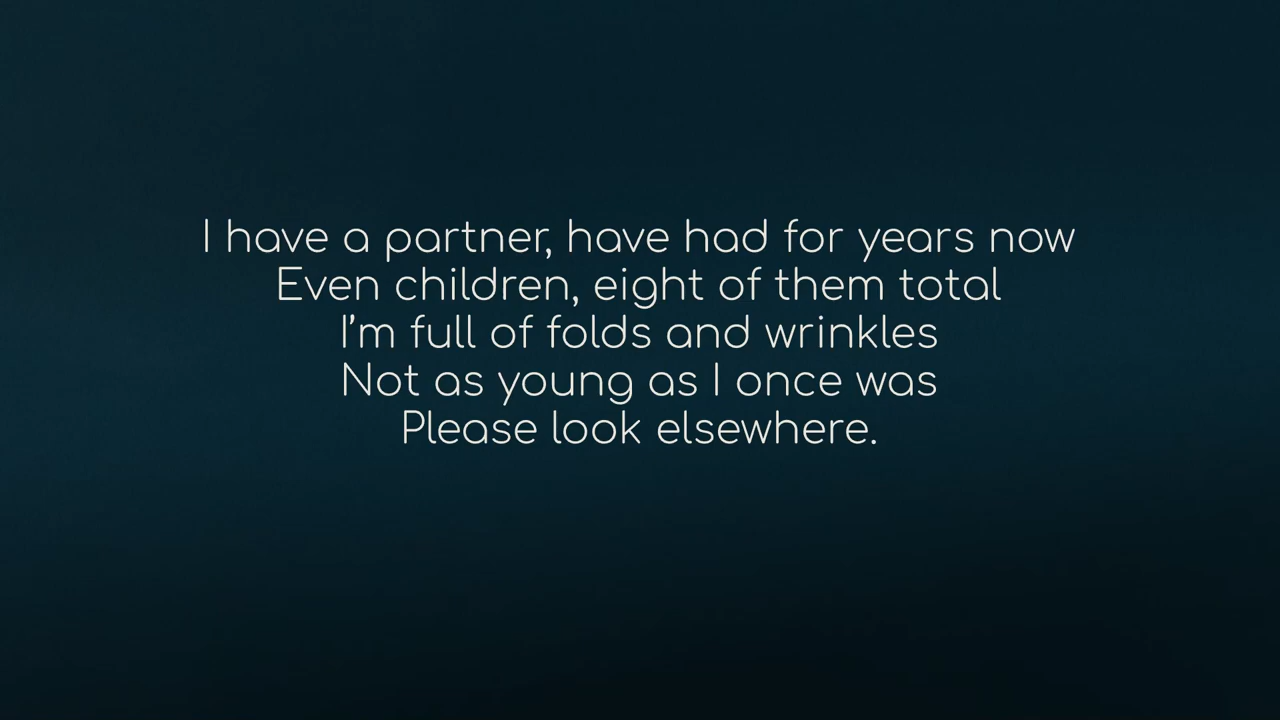 I have a partner, have had for years now
Even children, eight of them total
I'm full of folds and wrinkles
Not as young as I once was
Please look elsewhere.